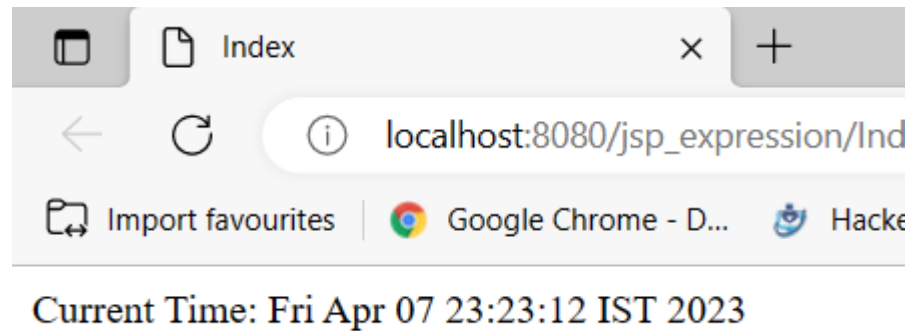 Index
localhost:8080/jsp_expression/Ind
Import favourites Google Chrome - D... Hacke
Current Time: Fri Apr 07 23:23:12 IST 2023